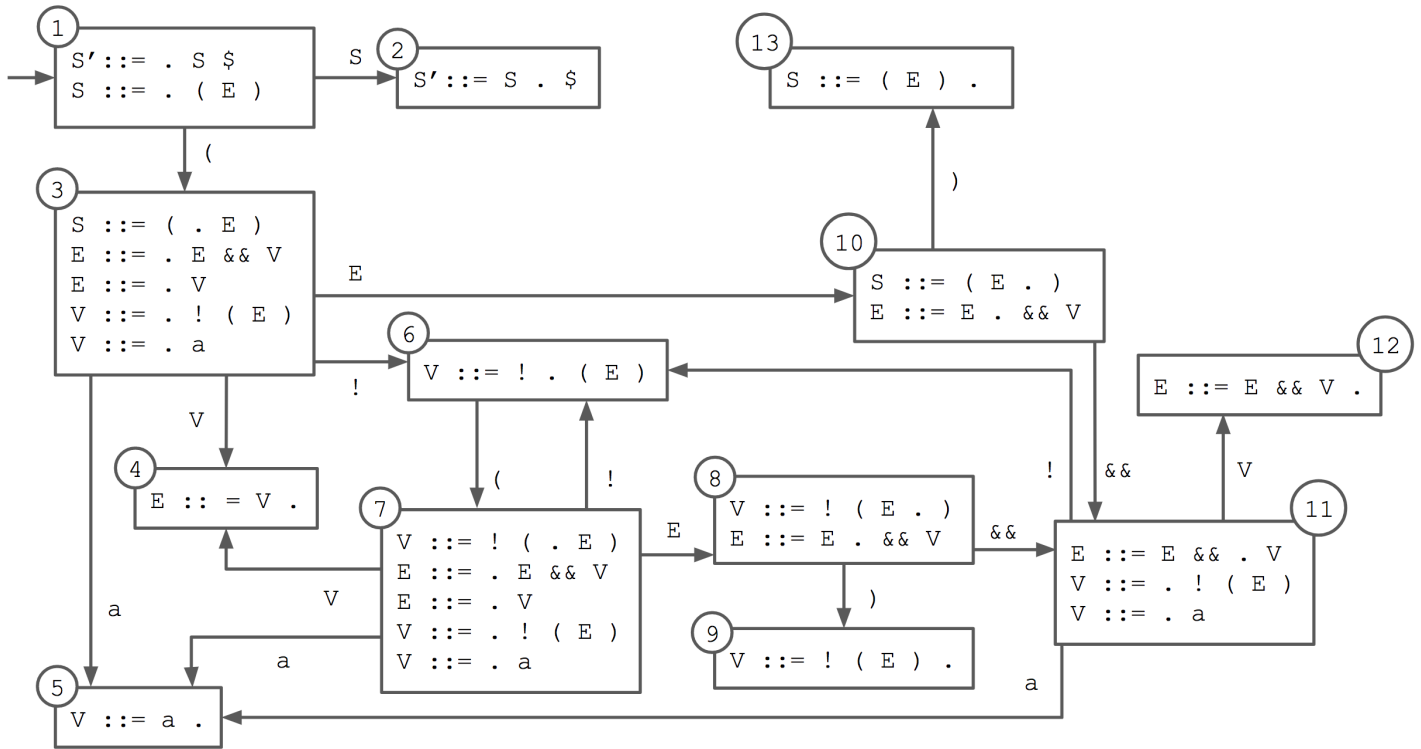 1
S'::= . S $
S ::= . ( E )
S
2
S'::= S . $
13
S ::= ( E ) .
(
)
3
S ::= ( . E )
E ::= . E && V
E ::= . V
V ::= . ! ( E )
V ::= . a
E
10
S ::= ( E . )
E ::= E . && V
!
6
V ::= ! . ( E )
12
E ::= E && V .
V
4
E :: = V .
(
!
!
&&
V
7
V ::= ! ( . E )
E ::= . E && V
E ::= . V
V ::= . ! ( E )
V ::= . a
E
8
V ::= ! ( E . )
E ::= E . && V
&&
11
E ::= E && . V
V ::= . ! ( E )
V ::= . a
V
a
a
)
9
V ::= ! ( E ) .
a
5
V ::= a .